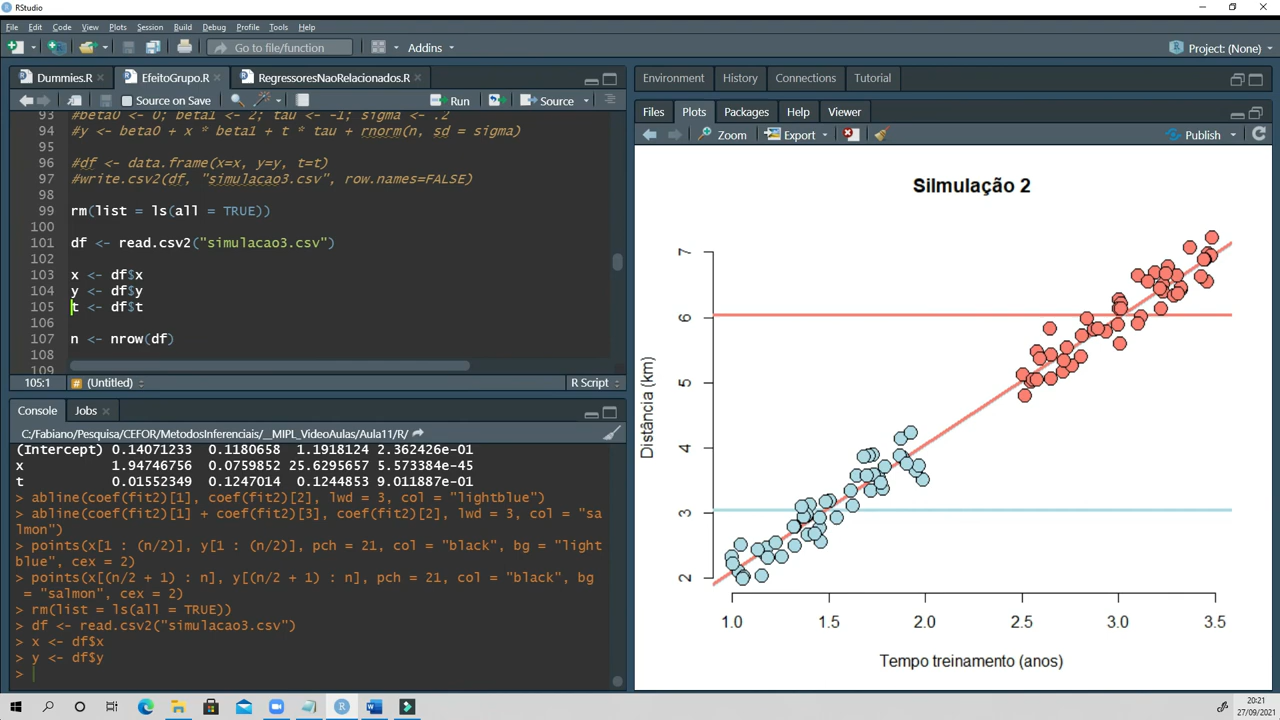 RStudio
File Edit Code View Plots Session Build Debug Profile Tools Help
Go to file/function Addins Project: (None)
Dummies.R EfeitoGrupo.R RegressoresNaoRelacionados.R
Source on Save Run Source
93 #beta0 <- 0; beta1 <- 2; tau <- -1; sigma <- .2
94 #y <- beta0 + x * beta1 + t * tau + rnorm(n, sd = sigma)
95
96 #df <- data.frame(x=x, y=y, t=t)
97 #write.csv2(df, "simulacao3.csv", row.names=FALSE)
98
99 rm(list = ls(all = TRUE))
100
101 df <- read.csv2("simulacao3.csv")
102
103 x <- df$x
104 y <- df$y
105 t <- df$t
106
107 n <- nrow(df)
108
109
105:1 # (Untitled) R Script
Console Jobs
C:/Fabiano/Pesquisa/CEFOR/MetodosInferenciais/__MIPL_VideoAulas/Aula11/R/
(Intercept) 0.14071233 0.1180658 1.1918124 2.362426e-01
x 1.94746756 0.0759852 25.6295657 5.573384e-45
t 0.01552349 0.1247014 0.1244853 9.011887e-01
> abline(coef(fit2)[1], coef(fit2)[2], lwd = 3, col = "lightblue")
> abline(coef(fit2)[1] + coef(fit2)[3], coef(fit2)[2], lwd = 3, col = "sa
lmon")
> points(x[1 : (n/2)], y[1 : (n/2)], pch = 21, col = "black", bg = "light
blue", cex = 2)
> points(x[(n/2 + 1) : n], y[(n/2 + 1) : n], pch = 21, col = "black", bg
= "salmon", cex = 2)
> rm(list = ls(all = TRUE))
> df <- read.csv2("simulacao3.csv")
> x <- df$x
> y <- df$y
>
Environment History Connections Tutorial
Files Plots Packages Help Viewer
Zoom Export Publish
Silmulação 2
Distância (km)
7
6
5
4
3
2
1.0 1.5 2.0 2.5 3.0 3.5
Tempo treinamento (anos)
20:21
27/09/2021